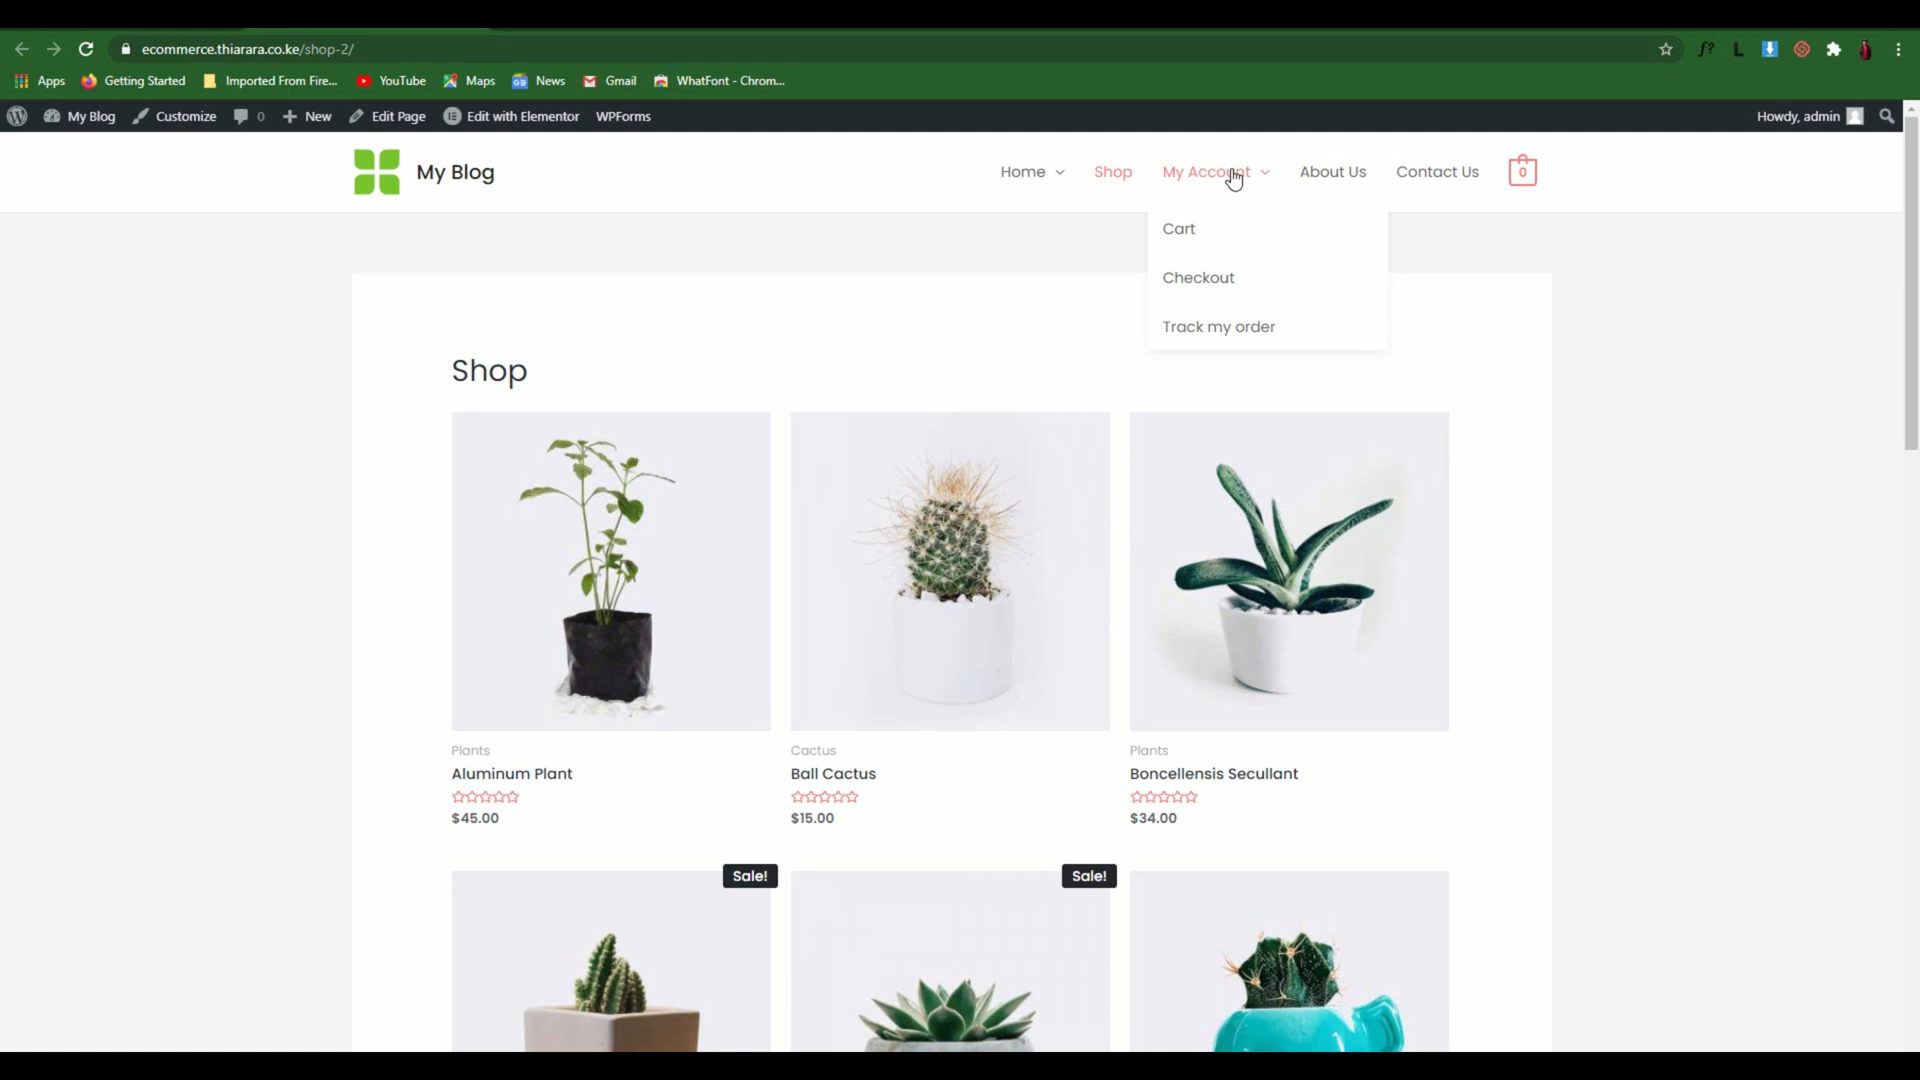 ecommerce.thiarara.co.ke/shop-2/
f? L
Apps Getting Started Imported From Fire... YouTube Maps News Gmail WhatFont - Chrom...
My Blog Customize 0 New Edit Page Edit with Elementor WPForms Howdy, admin
My Blog Home Shop My Account About Us Contact Us 0
Cart
Checkout
Track my order
Shop
Plants Cactus Plants
Aluminum Plant Ball Cactus Boncellensis Secullant
$45.00 $15.00 $34.00
Sale! Sale!